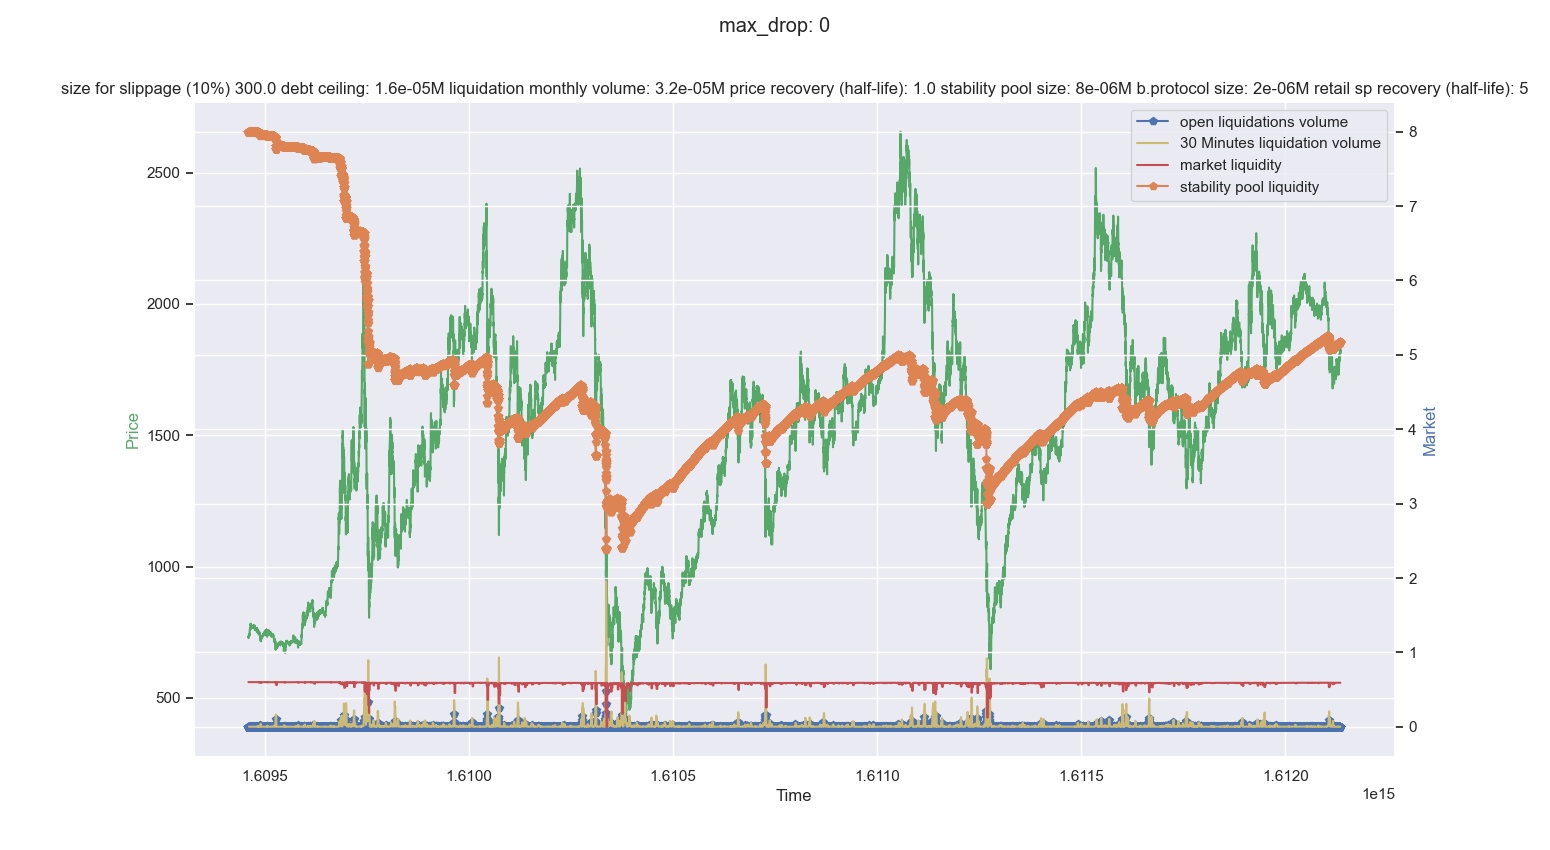 max_drop: 0
size for slippage (10%) 300.0 debt ceiling: 1.6e-05M liquidation monthly volume: 3.2e-05M price recovery (half-life): 1.0 stability pool size: 8e-06M b.protocol size: 2e-06M retail sp recovery (half-life): 5
open liquidations volume
30 Minutes liquidation volume
market liquidity
stability pool liquidity
2500
2000
1500
1000
500
Price
8
7
6
5
4
3
2
1
0
Market
1.6095
1.6100
1.6105
1.6110
1.6115
1.6120
1e15
Time